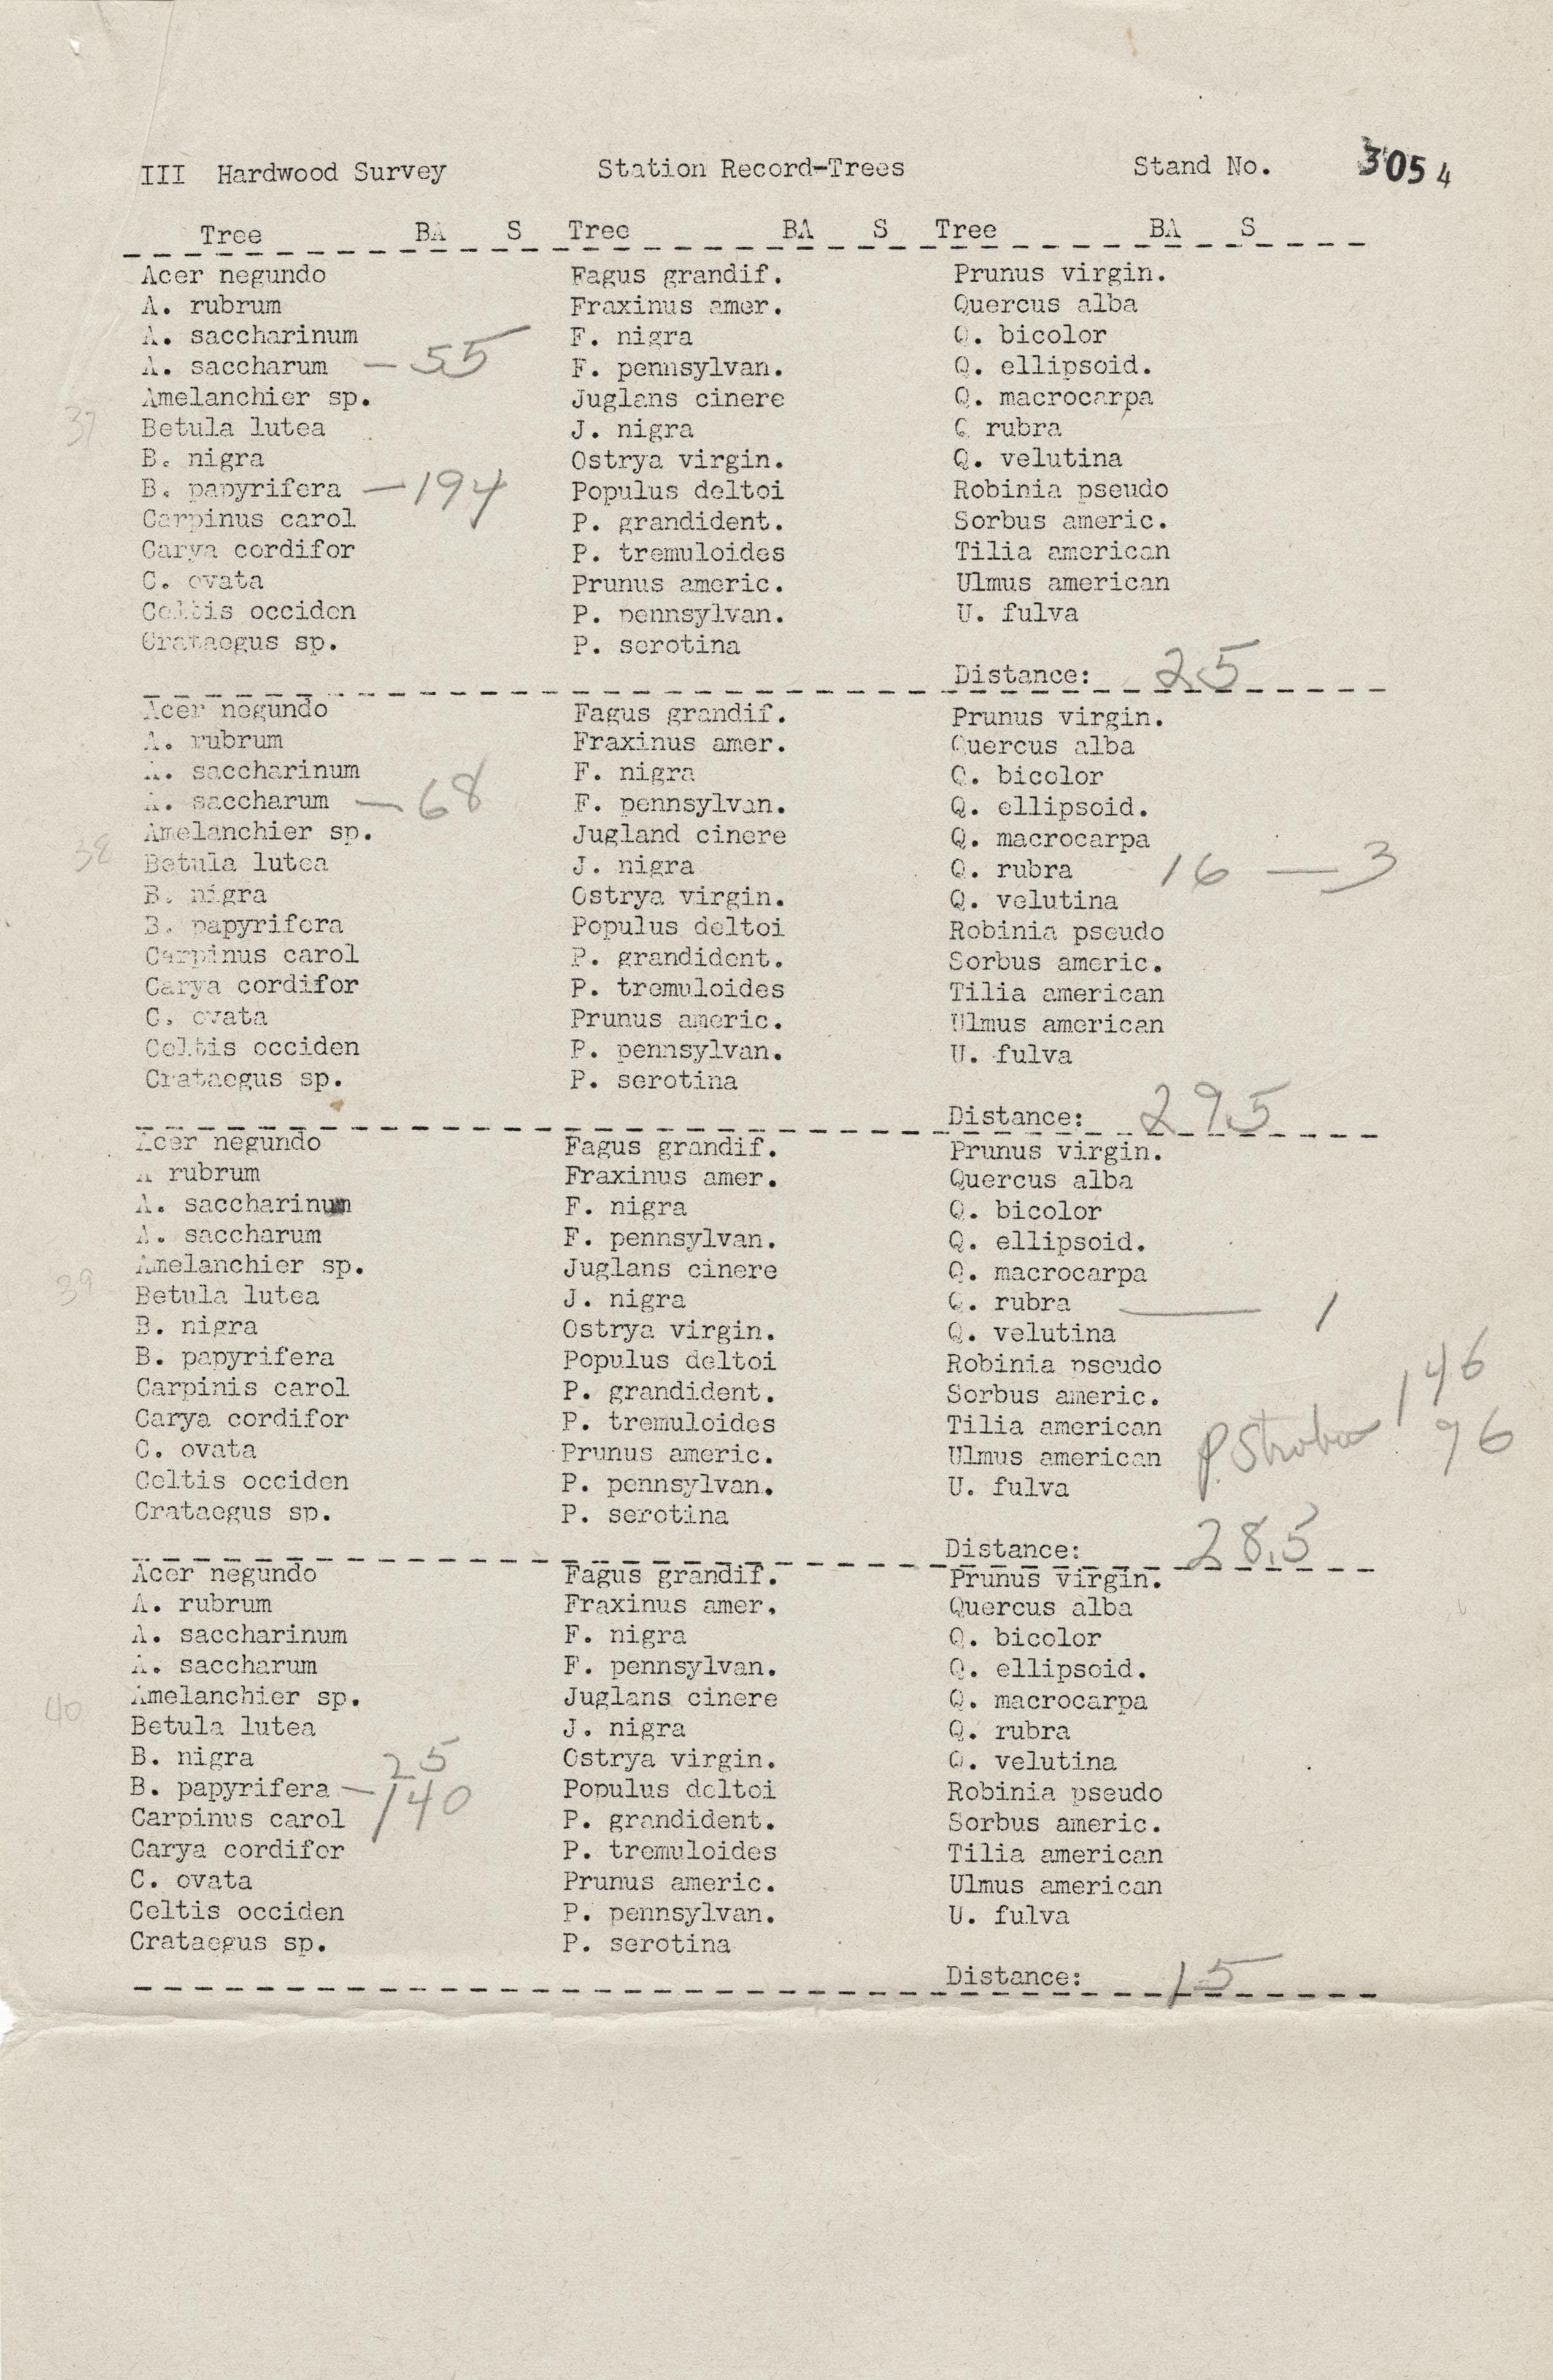 III Hardwood Survey Station Record-Trees Stand No. 3054
Tree BA S Tree BA S Tree BA S
Acer negundo Fagus grandif. Prunus virgin.
A. rubrum Fraxinus amer. Quercus alba
A. saccharinum F. nigra Q. bicolor
A. saccharum — 55 F. pennsylvan. Q. ellipsoid.
Amelanchier sp. Juglans cinere Q. macrocarpa
37 Betula lutea J. nigra Q rubra
B. nigra Ostrya virgin. Q. velutina
B. papyrifera — 194 Populus deltoi Robinia pseudo
Carpinus carol P. grandident. Sorbus americ.
Carya cordifor P. tremuloides Tilia american
C. ovata Prunus americ. Ulmus american
Celtis occiden P. pennsylvan. U. fulva
Crataegus sp. P. serotina
Distance: 25
Acer negundo Fagus grandif. Prunus virgin.
A. rubrum Fraxinus amer. Quercus alba
A. saccharinum F. nigra Q. bicolor
A. saccharum — 68 F. pennsylvan. Q. ellipsoid.
Amelanchier sp. Jugland cinere Q. macrocarpa
38 Betula lutea J. nigra Q. rubra 16 — 3
B. nigra Ostrya virgin. Q. velutina
B. papyrifera Populus deltoi Robinia pseudo
Carpinus carol P. grandident. Sorbus americ.
Carya cordifor P. tremuloides Tilia american
C. ovata Prunus americ. Ulmus american
Celtis occiden P. pennsylvan. U. fulva
Crataegus sp. P. serotina
Distance: 295
Acer negundo Fagus grandif. Prunus virgin.
A rubrum Fraxinus amer. Quercus alba
A. saccharinum F. nigra Q. bicolor
A. saccharum F. pennsylvan. Q. ellipsoid.
Amelanchier sp. Juglans cinere Q. macrocarpa
39 Betula lutea J. nigra Q. rubra — 1
B. nigra Ostrya virgin. Q. velutina
B. papyrifera Populus deltoi Robinia pseudo
Carpinis carol P. grandident. Sorbus americ. 146
Carya cordifor P. tremuloides Tilia american
C. ovata Prunus americ. Ulmus american P. Strobus 96
Celtis occiden P. pennsylvan. U. fulva
Crataegus sp. P. serotina
Distance: 28.5
Acer negundo Fagus grandif. Prunus virgin.
A. rubrum Fraxinus amer. Quercus alba
A. saccharinum F. nigra Q. bicolor
A. saccharum F. pennsylvan. Q. ellipsoid.
40 Amelanchier sp. Juglans cinere Q. macrocarpa
Betula lutea J. nigra Q. rubra
B. nigra 25 Ostrya virgin. Q. velutina
B. papyrifera — 140 Populus deltoi Robinia pseudo
Carpinus carol P. grandident. Sorbus americ.
Carya cordifor P. tremuloides Tilia american
C. ovata Prunus americ. Ulmus american
Celtis occiden P. pennsylvan. U. fulva
Crataegus sp. P. serotina
Distance: 15